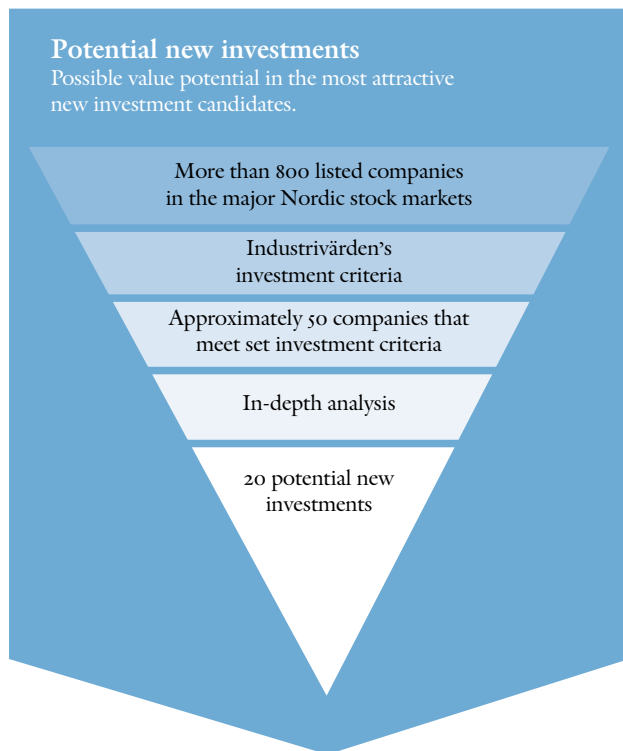 Potential new investments
Possible value potential in the most attractive
new investment candidates.
More than 800 listed companies
in the major Nordic stock markets
Industrivärden’s
investment criteria
Approximately 50 companies that
meet set investment criteria
In-depth analysis
20 potential new
investments